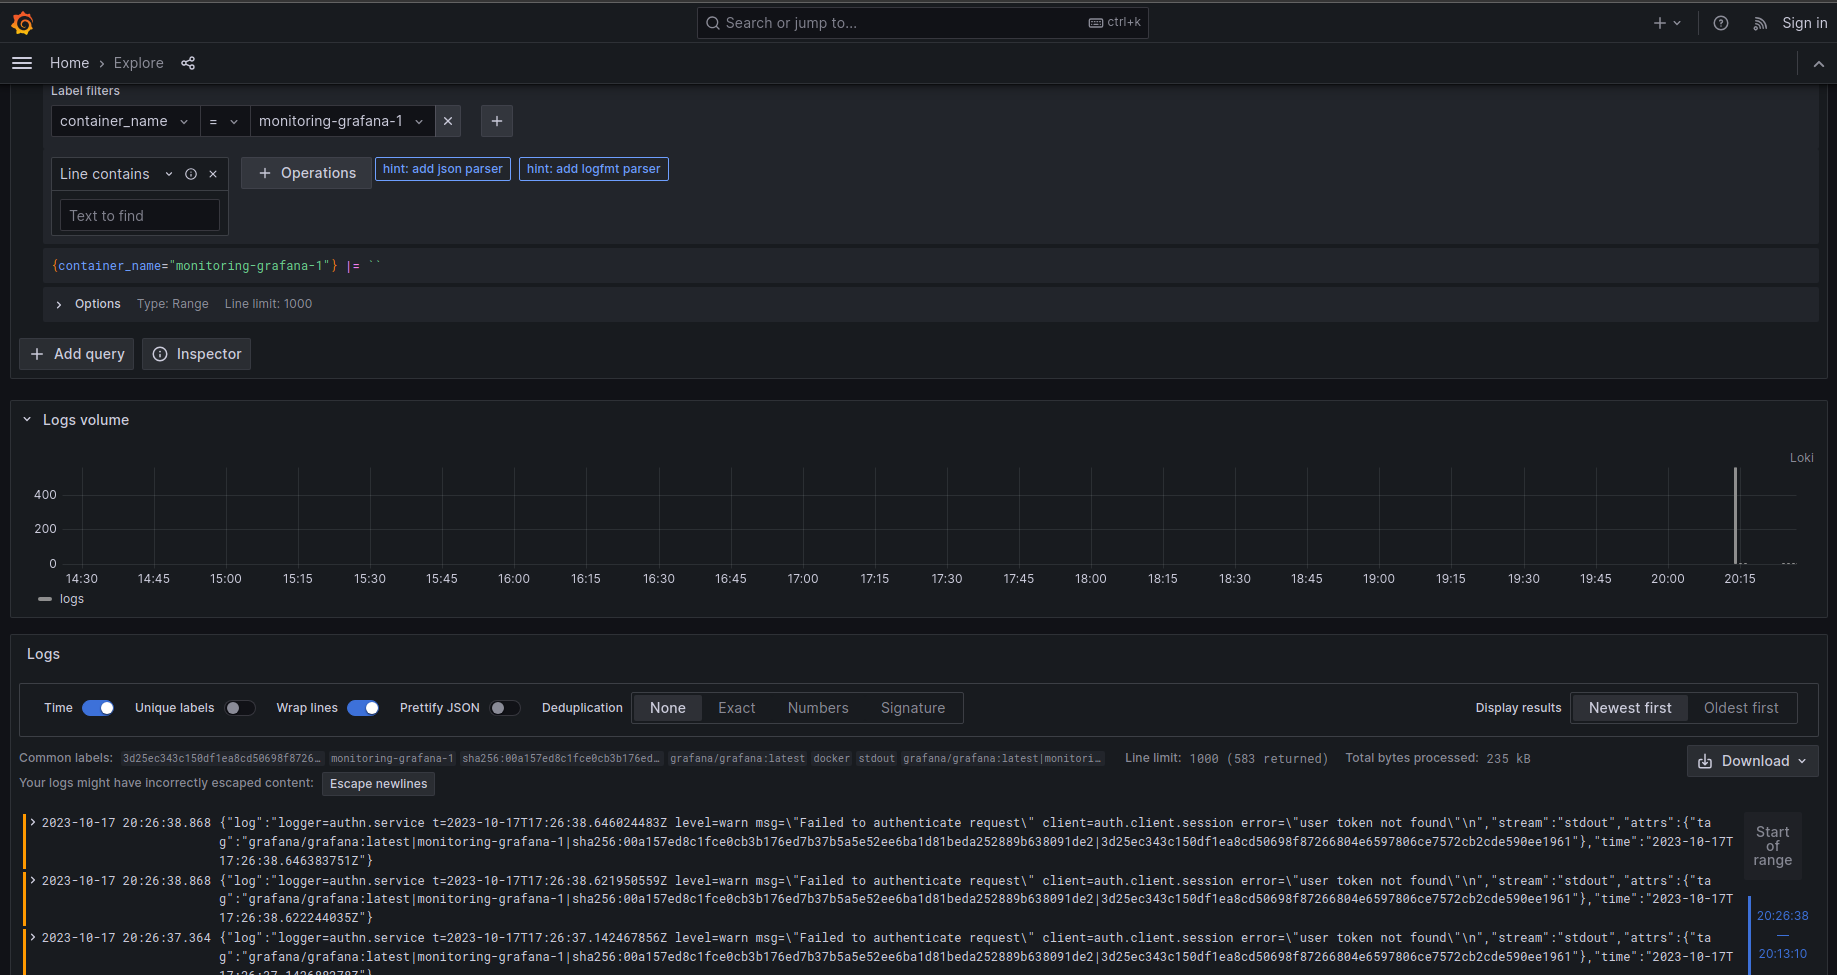 Search or jump to...
ctrl+k
Sign in
Home
Explore
Label filters
container_name
=
monitoring-grafana-1
Line contains
Operations
hint: add json parser
hint: add logfmt parser
Text to find
{container_name="monitoring-grafana-1"} |= ``
Options Type: Range Line limit: 1000
Add query
Inspector
Logs volume
Loki
400
200
0
14:30 14:45 15:00 15:15 15:30 15:45 16:00 16:15 16:30 16:45 17:00 17:15 17:30 17:45 18:00 18:15 18:30 18:45 19:00 19:15 19:30 19:45 20:00 20:15
logs
Logs
Time Unique labels Wrap lines Prettify JSON Deduplication None Exact Numbers Signature Display results Newest first Oldest first
Common labels: 3d25ec343c150df1ea8cd50698f8726… monitoring-grafana-1 sha256:00a157ed8c1fce0cb3b176ed… grafana/grafana:latest docker stdout grafana/grafana:latest|monitori… Line limit: 1000 (583 returned) Total bytes processed: 235 kB
Download
Your logs might have incorrectly escaped content: Escape newlines
2023-10-17 20:26:38.868 {"log":"logger=authn.service t=2023-10-17T17:26:38.646024483Z level=warn msg=\"Failed to authenticate request\" client=auth.client.session error=\"user token not found\"\n","stream":"stdout","attrs":{"ta
g":"grafana/grafana:latest|monitoring-grafana-1|sha256:00a157ed8c1fce0cb3b176ed7b37b5a5e52ee6ba1d81beda252889b638091de2|3d25ec343c150df1ea8cd50698f87266804e6597806ce7572cb2cde590ee1961"},"time":"2023-10-17T
17:26:38.646383751Z"}
2023-10-17 20:26:38.868 {"log":"logger=authn.service t=2023-10-17T17:26:38.621950559Z level=warn msg=\"Failed to authenticate request\" client=auth.client.session error=\"user token not found\"\n","stream":"stdout","attrs":{"ta
g":"grafana/grafana:latest|monitoring-grafana-1|sha256:00a157ed8c1fce0cb3b176ed7b37b5a5e52ee6ba1d81beda252889b638091de2|3d25ec343c150df1ea8cd50698f87266804e6597806ce7572cb2cde590ee1961"},"time":"2023-10-17T
17:26:38.622244035Z"}
2023-10-17 20:26:37.364 {"log":"logger=authn.service t=2023-10-17T17:26:37.142467856Z level=warn msg=\"Failed to authenticate request\" client=auth.client.session error=\"user token not found\"\n","stream":"stdout","attrs":{"ta
g":"grafana/grafana:latest|monitoring-grafana-1|sha256:00a157ed8c1fce0cb3b176ed7b37b5a5e52ee6ba1d81beda252889b638091de2|3d25ec343c150df1ea8cd50698f87266804e6597806ce7572cb2cde590ee1961"},"time":"2023-10-17T
Start
of
range
20:26:38
—
20:13:10